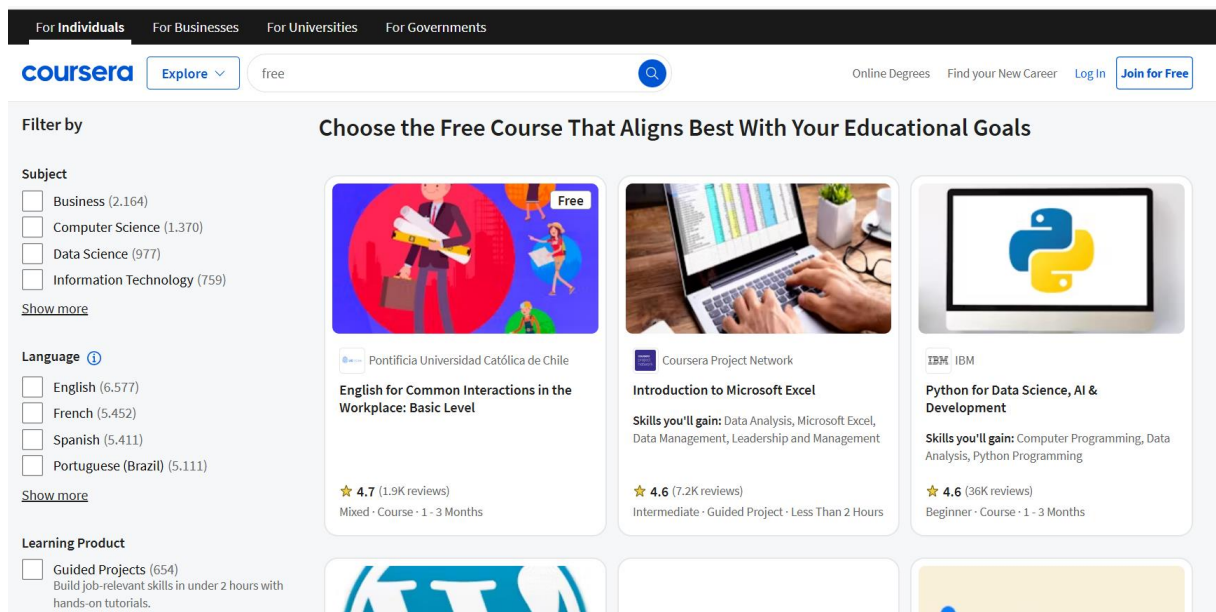 For Individuals For Businesses For Universities For Governments
coursera Explore free Online Degrees Find your New Career Log In Join for Free
Filter by
Choose the Free Course That Aligns Best With Your Educational Goals
Subject
Business (2.164)
Computer Science (1.370)
Data Science (977)
Information Technology (759)
Show more
Language
English (6.577)
French (5.452)
Spanish (5.411)
Portuguese (Brazil) (5.111)
Show more
Learning Product
Guided Projects (654)
Build job-relevant skills in under 2 hours with
hands-on tutorials.
Free
Pontificia Universidad Católica de Chile
English for Common Interactions in the
Workplace: Basic Level
4.7 (1.9K reviews)
Mixed · Course · 1 - 3 Months
Coursera Project Network
Introduction to Microsoft Excel
Skills you'll gain: Data Analysis, Microsoft Excel,
Data Management, Leadership and Management
4.6 (7.2K reviews)
Intermediate · Guided Project · Less Than 2 Hours
IBM IBM
Python for Data Science, AI &
Development
Skills you'll gain: Computer Programming, Data
Analysis, Python Programming
4.6 (36K reviews)
Beginner · Course · 1 - 3 Months